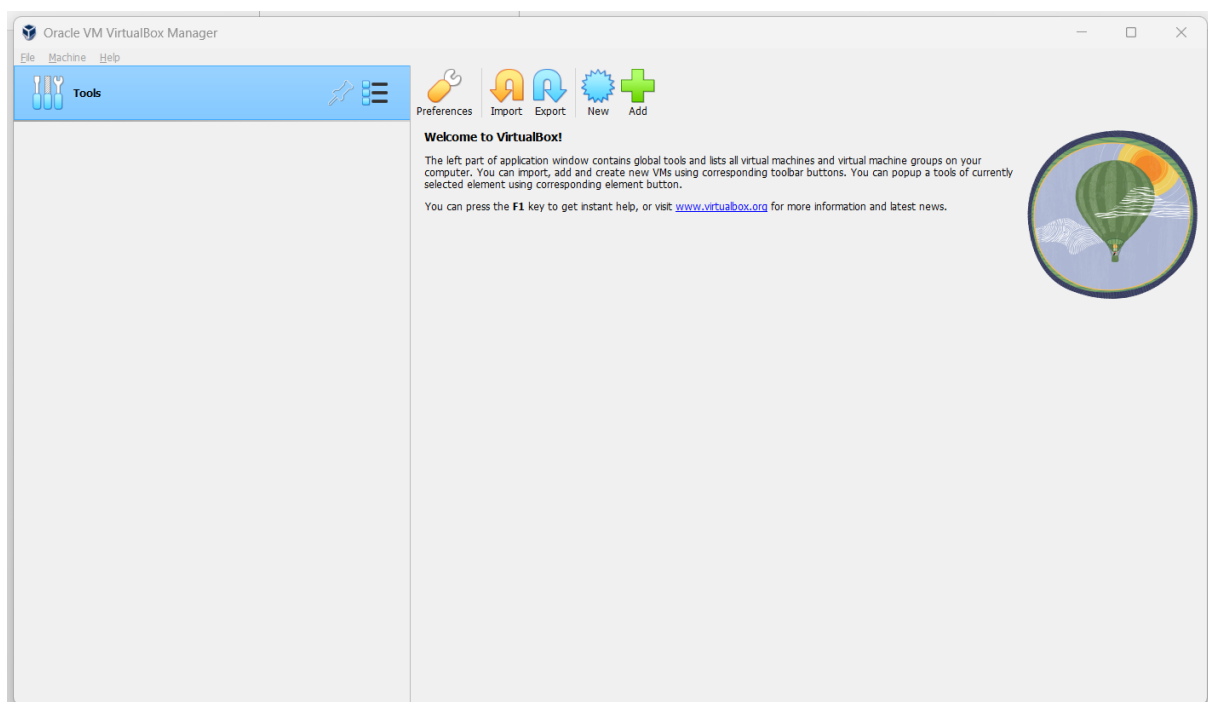 Oracle VM VirtualBox Manager
File Machine Help
Tools
Preferences Import Export New Add
Welcome to VirtualBox!
The left part of application window contains global tools and lists all virtual machines and virtual machine groups on your
computer. You can import, add and create new VMs using corresponding toolbar buttons. You can popup a tools of currently
selected element using corresponding element button.
You can press the F1 key to get instant help, or visit www.virtualbox.org for more information and latest news.